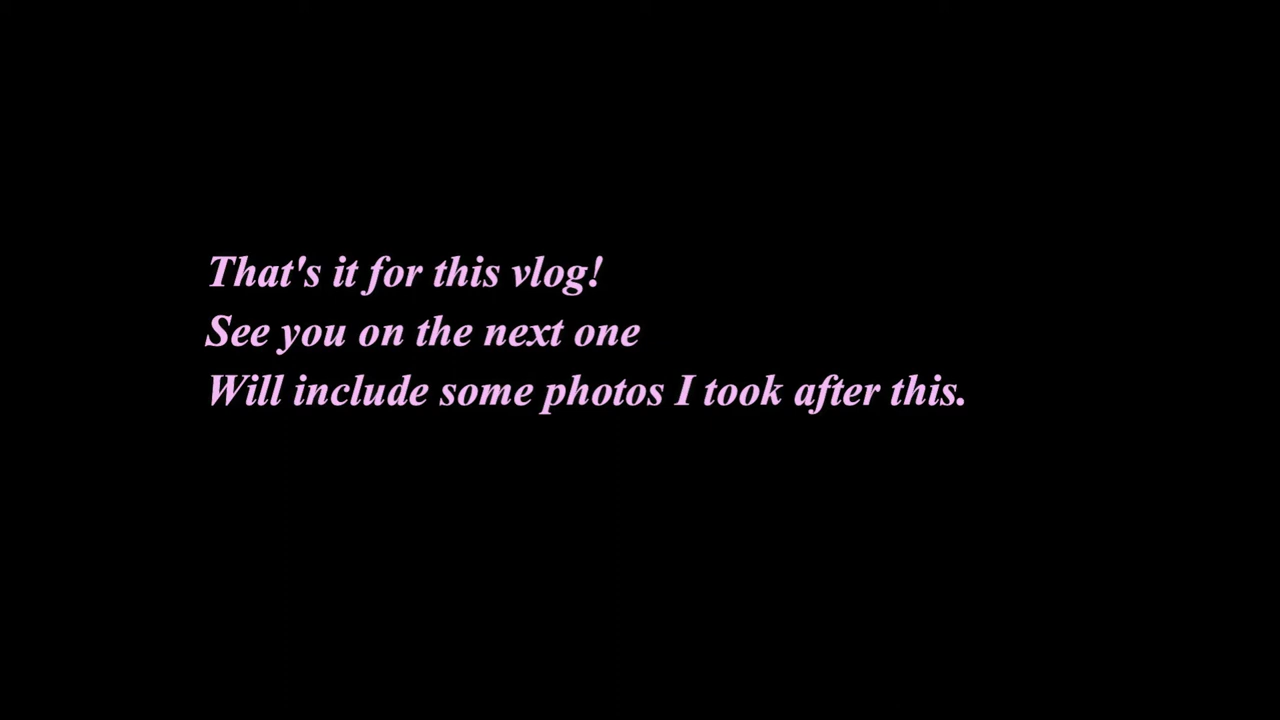 That's it for this vlog!
See you on the next one
Will include some photos I took after this.